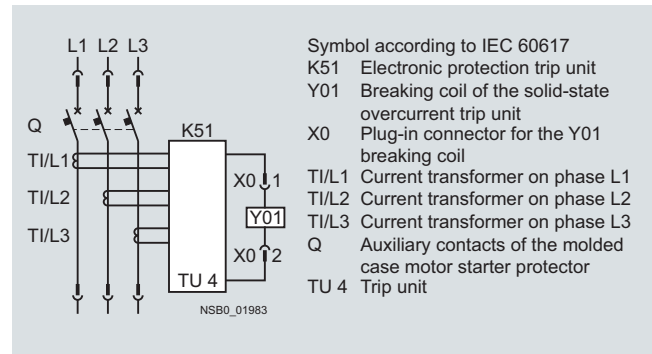 L1 L2 L3
Q
K51
TI/L1
TI/L2
TI/L3
X0 1
Y01
X0 2
TU 4
NSB0_01983
Symbol according to IEC 60617
K51 Electronic protection trip unit
Y01 Breaking coil of the solid-state
overcurrent trip unit
X0 Plug-in connector for the Y01
breaking coil
TI/L1 Current transformer on phase L1
TI/L2 Current transformer on phase L2
TI/L3 Current transformer on phase L3
Q Auxiliary contacts of the molded
case motor starter protector
TU 4 Trip unit